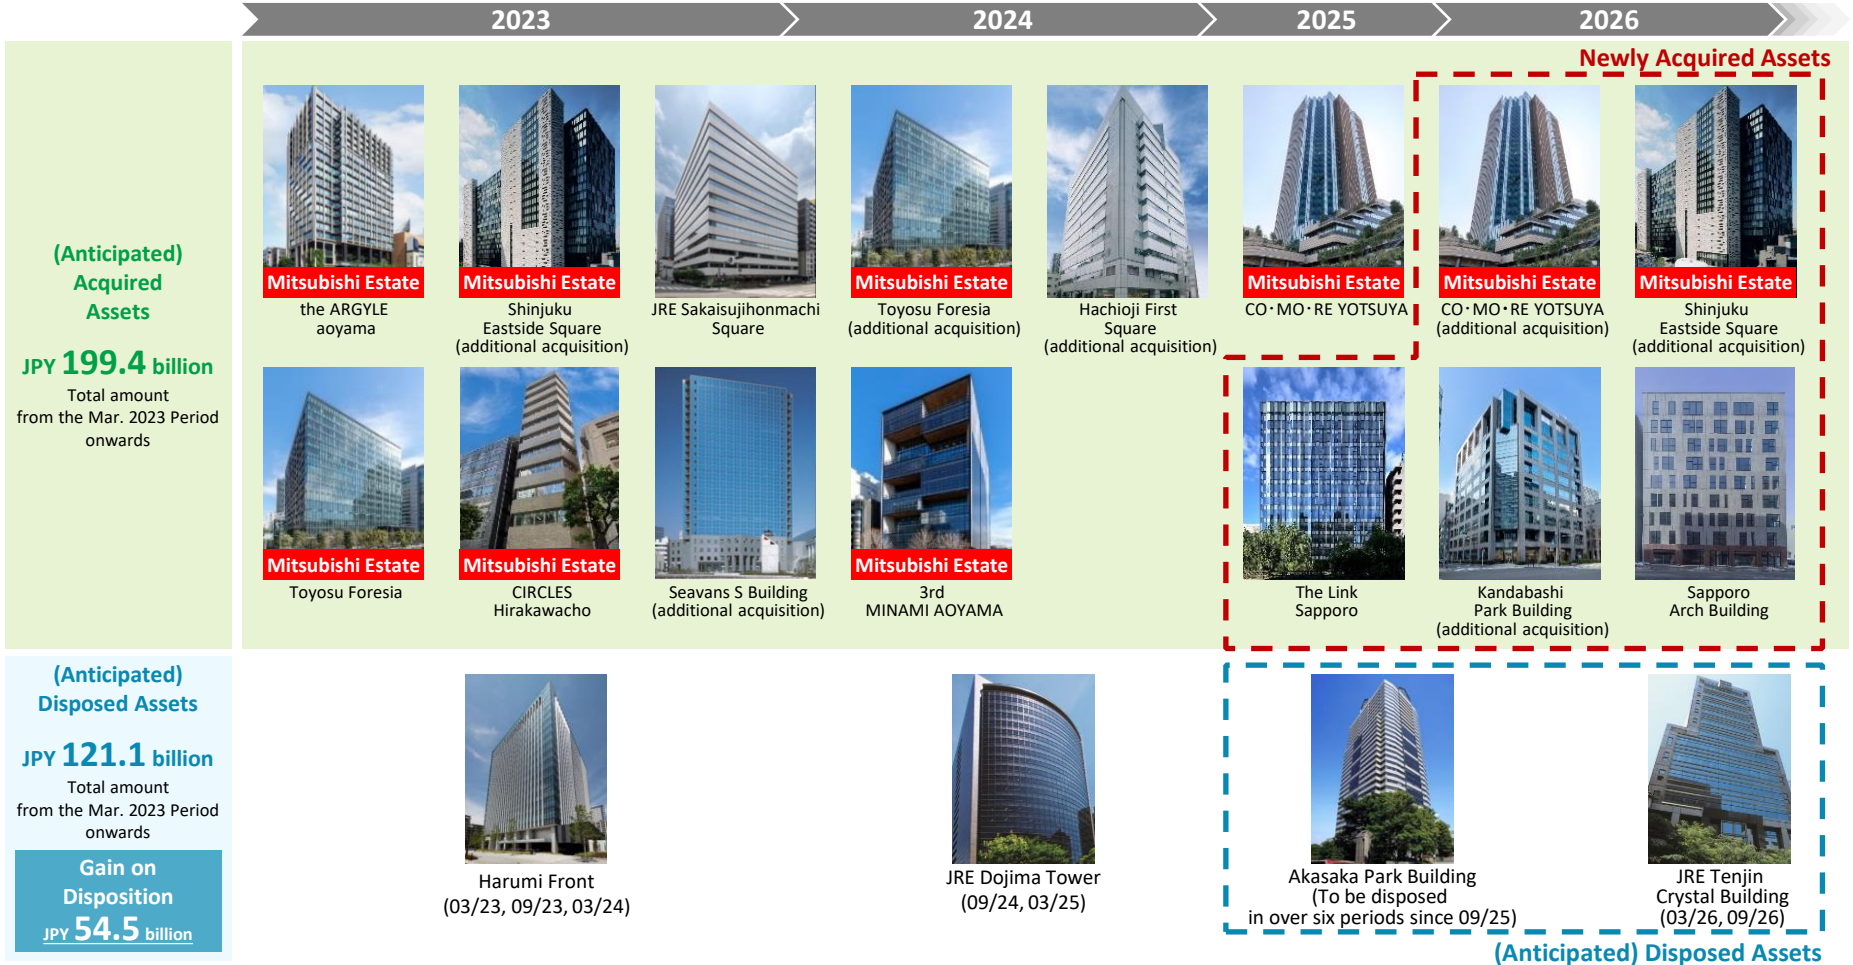 2023
2024
2025
2026
Newly Acquired Assets
(Anticipated)
Acquired
Assets
JPY 199.4 billion
Total amount
from the Mar. 2023 Period
onwards
Mitsubishi Estate
the ARGYLE
aoyama
Mitsubishi Estate
Shinjuku
Eastside Square
(additional acquisition)
JRE Sakaisujihonmachi
Square
Mitsubishi Estate
Toyosu Foresia
(additional acquisition)
Hachioji First
Square
(additional acquisition)
Mitsubishi Estate
CO・MO・RE YOTSUYA
Mitsubishi Estate
CO・MO・RE YOTSUYA
(additional acquisition)
Mitsubishi Estate
Shinjuku
Eastside Square
(additional acquisition)
Mitsubishi Estate
Toyosu Foresia
Mitsubishi Estate
CIRCLES
Hirakawacho
Seavans S Building
(additional acquisition)
Mitsubishi Estate
3rd
MINAMI AOYAMA
The Link
Sapporo
Kandabashi
Park Building
(additional acquisition)
Sapporo
Arch Building
(Anticipated)
Disposed Assets
JPY 121.1 billion
Total amount
from the Mar. 2023 Period
onwards
Gain on
Disposition
JPY 54.5 billion
Harumi Front
(03/23, 09/23, 03/24)
JRE Dojima Tower
(09/24, 03/25)
Akasaka Park Building
(To be disposed
in over six periods since 09/25)
JRE Tenjin
Crystal Building
(03/26, 09/26)
(Anticipated) Disposed Assets